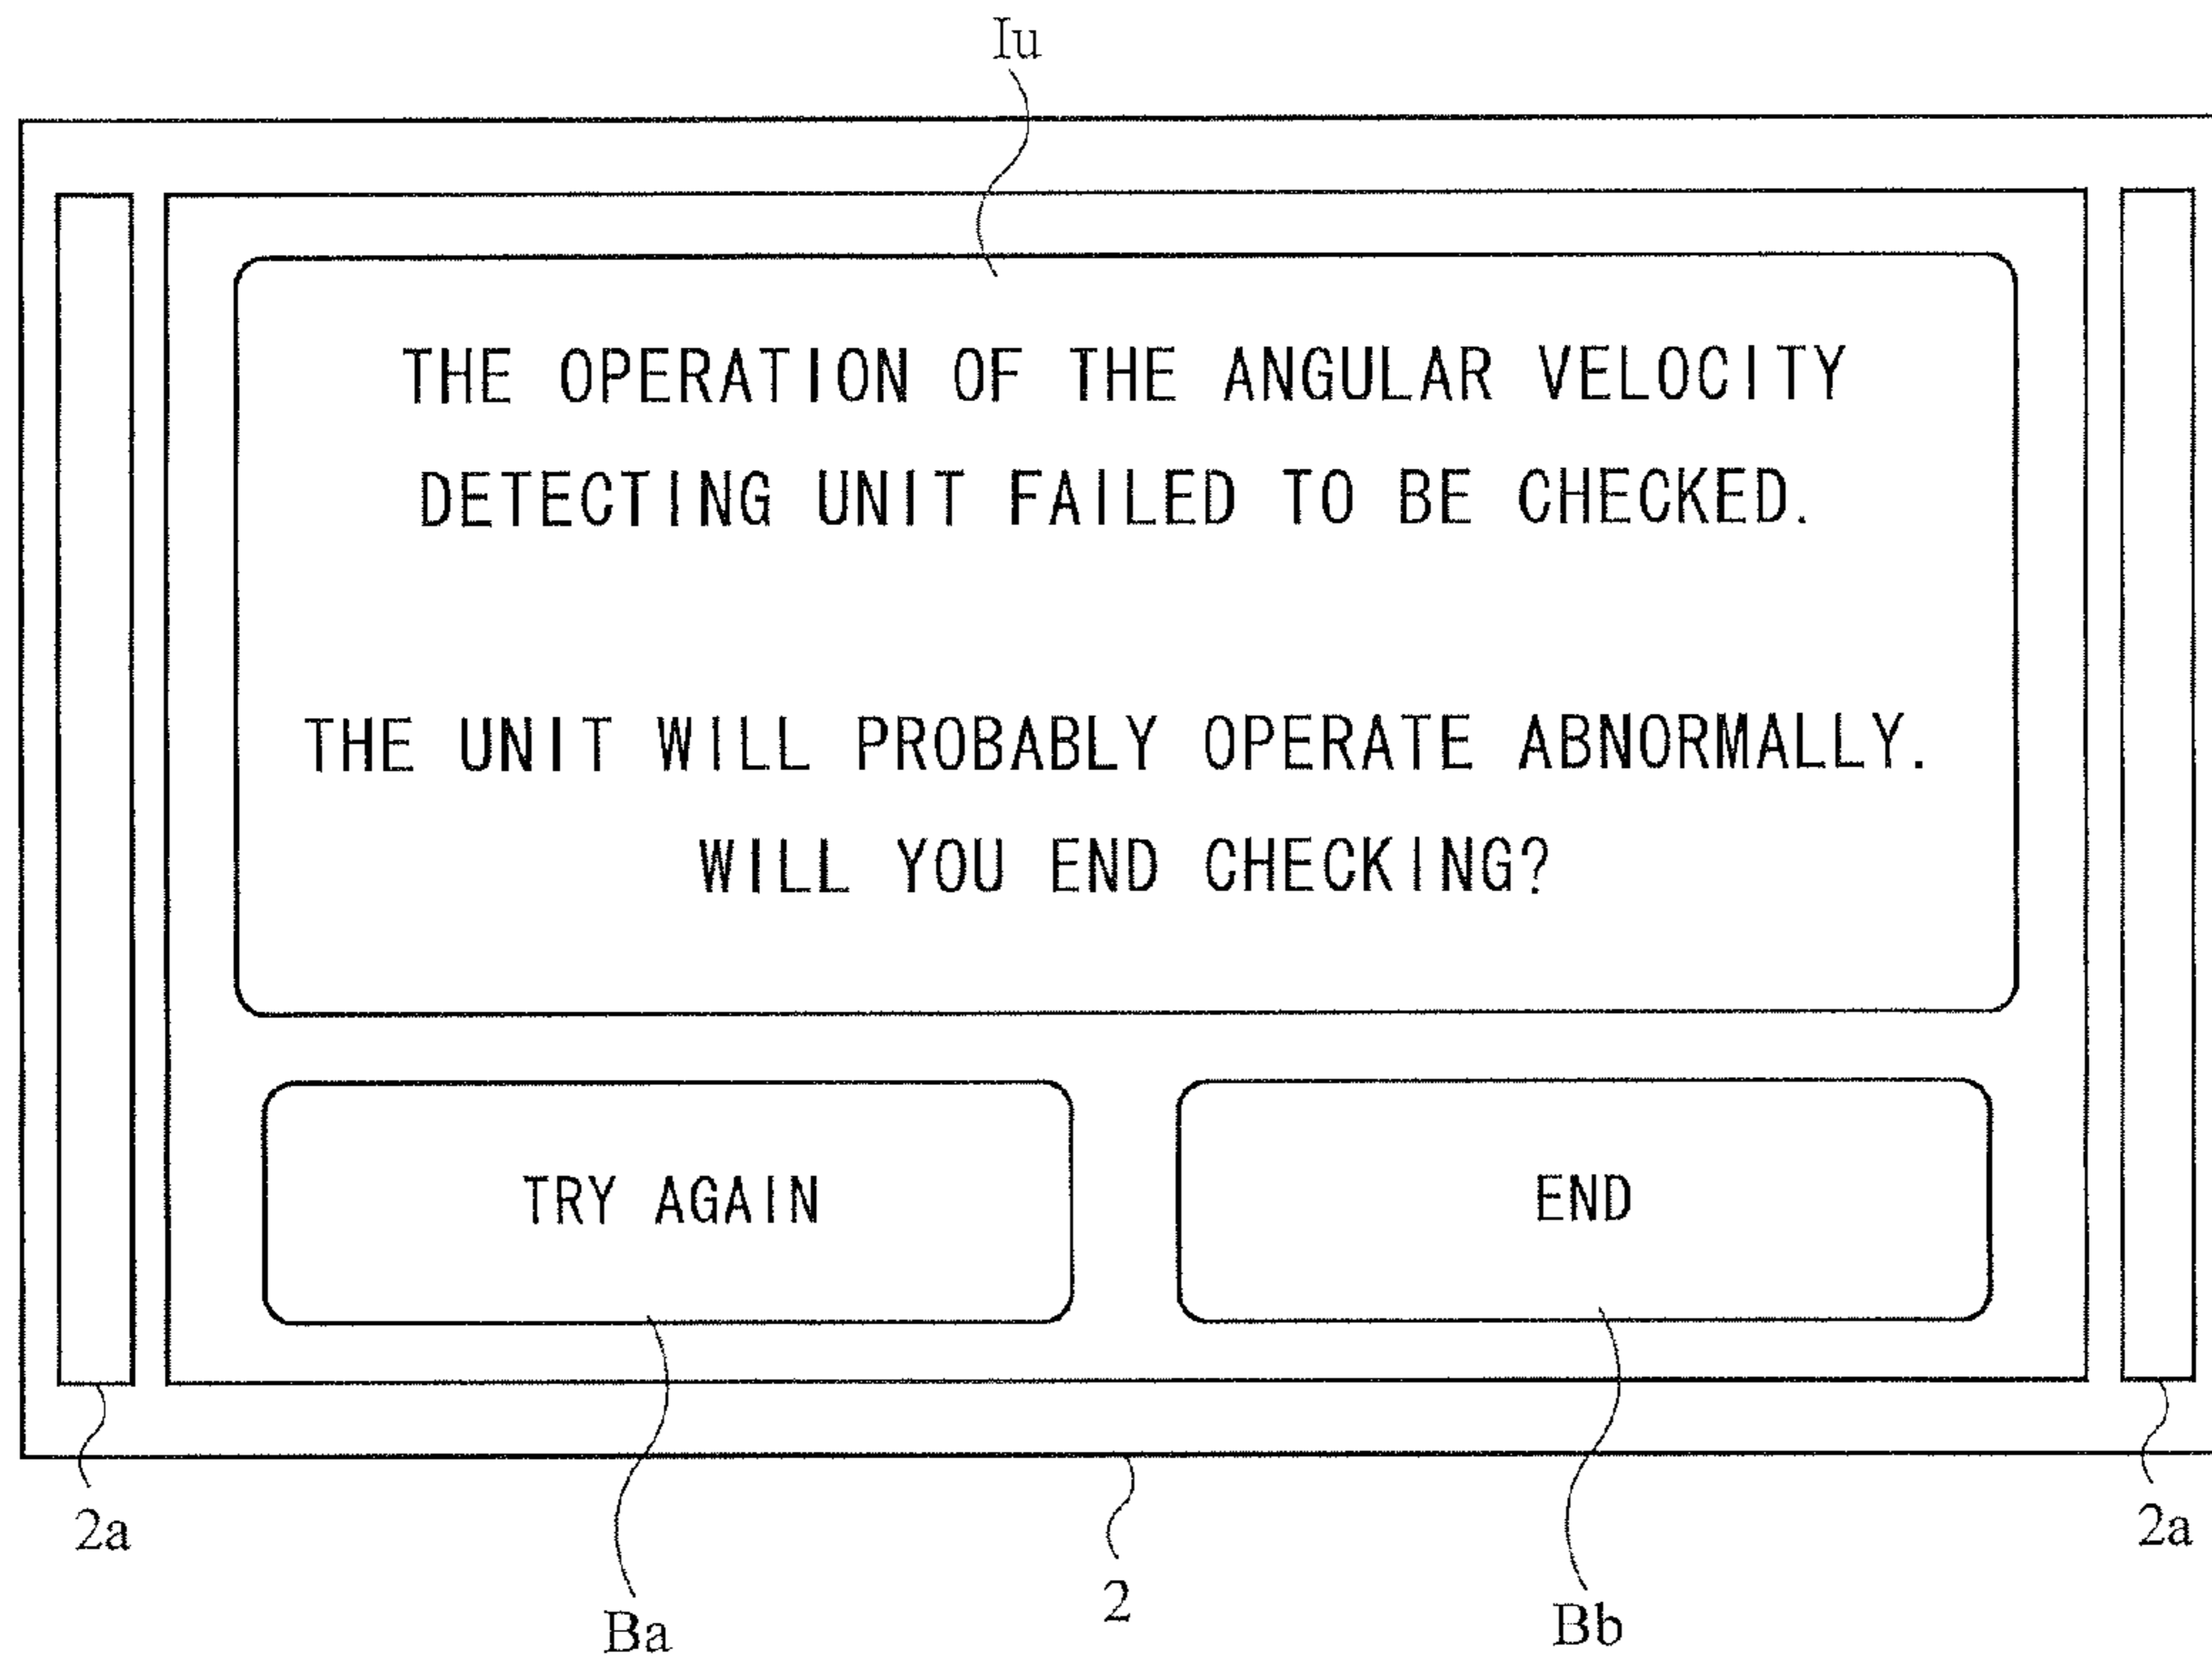 Iu
THE OPERATION OF THE ANGULAR VELOCITY
DETECTING UNIT FAILED TO BE CHECKED.
THE UNIT WILL PROBABLY OPERATE ABNORMALLY.
WILL YOU END CHECKING?
TRY AGAIN
END
2a
2a
2
Ba
Bb